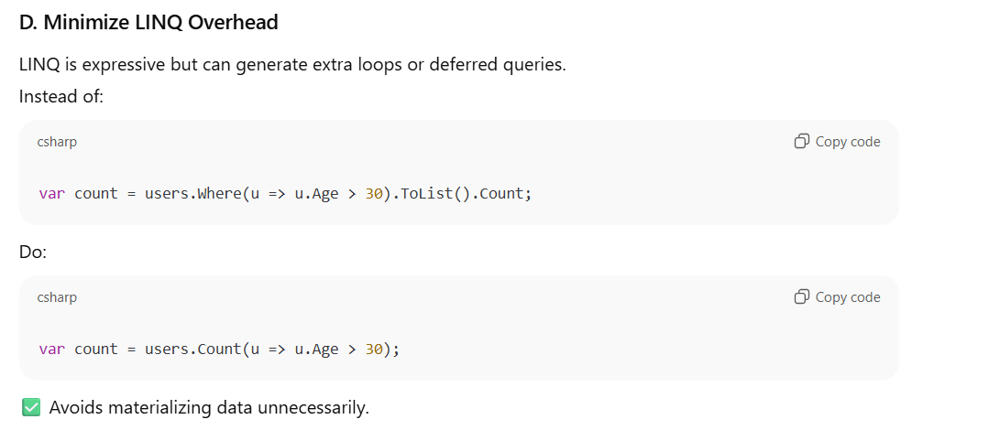 D. Minimize LINQ Overhead
LINQ is expressive but can generate extra loops or deferred queries.
Instead of:
csharp
Copy code
var count = users.Where(u => u.Age > 30).ToList().Count;
Do:
csharp
Copy code
var count = users.Count(u => u.Age > 30);
✅ Avoids materializing data unnecessarily.